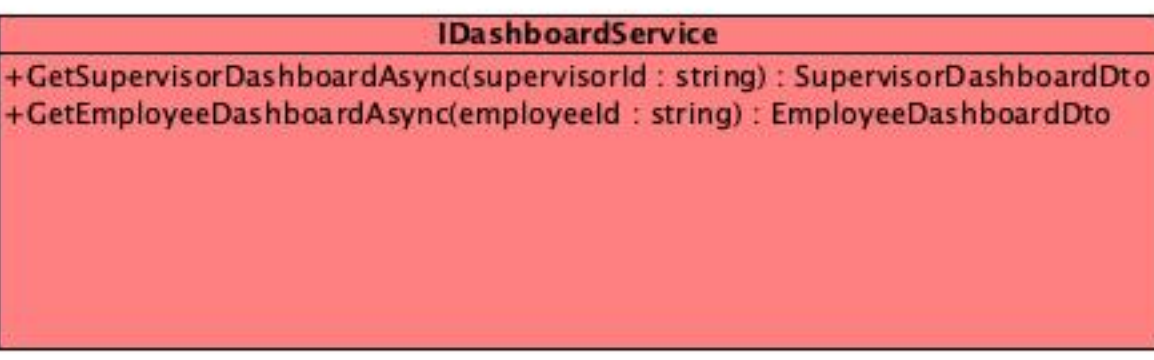 IDashboardService
+GetSupervisorDashboardAsync(supervisorId : string) : SupervisorDashboardDto
+GetEmployeeDashboardAsync(employeeId : string) : EmployeeDashboardDto